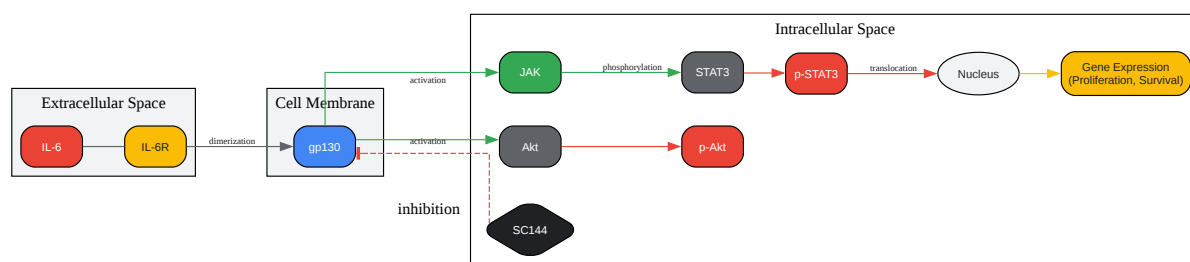 Intracellular Space
JAK
phosphorylation
STAT3
p-STAT3
translocation
Nucleus
Gene Expression
(Proliferation, Survival)
activation
Extracellular Space
Cell Membrane
IL-6
IL-6R
dimerization
gp130
activation
Akt
p-Akt
inhibition
SC144